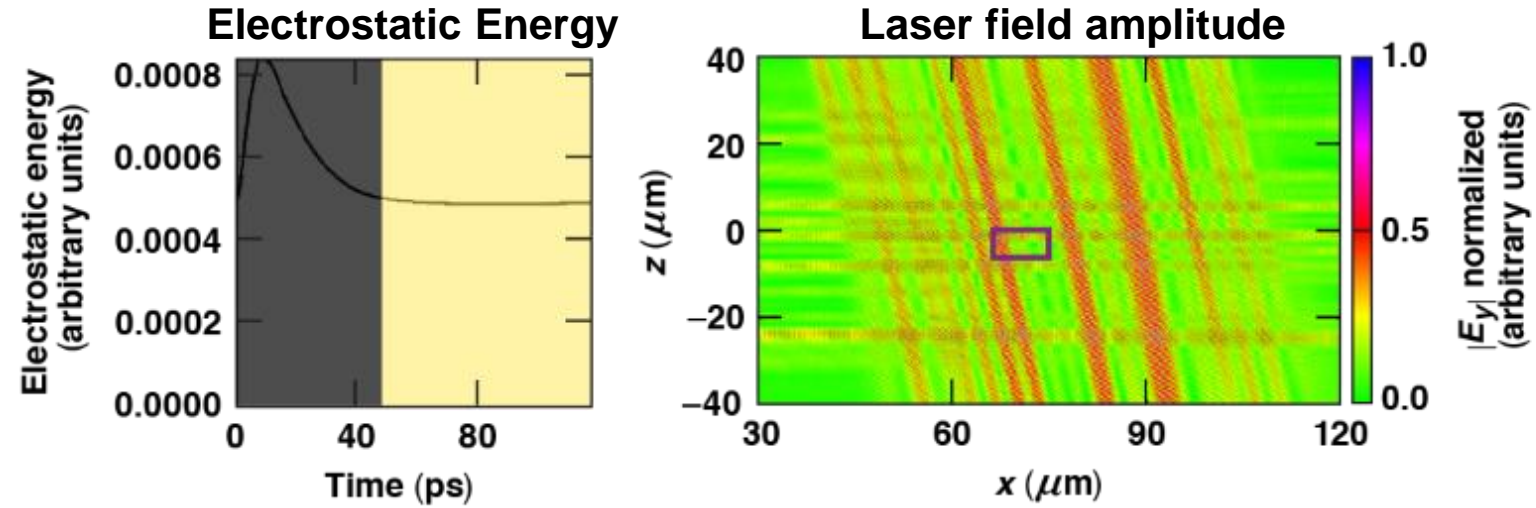 Electrostatic Energy
Electrostatic energy
(arbitrary units)
0.0008
0.0006
0.0004
0.0002
0.0000
0
40
80
Time (ps)
Laser field amplitude
z (μm)
40
20
0
−20
−40
30
60
90
120
x (μm)
1.0
0.5
0.0
|Ey| normalized
(arbitrary units)